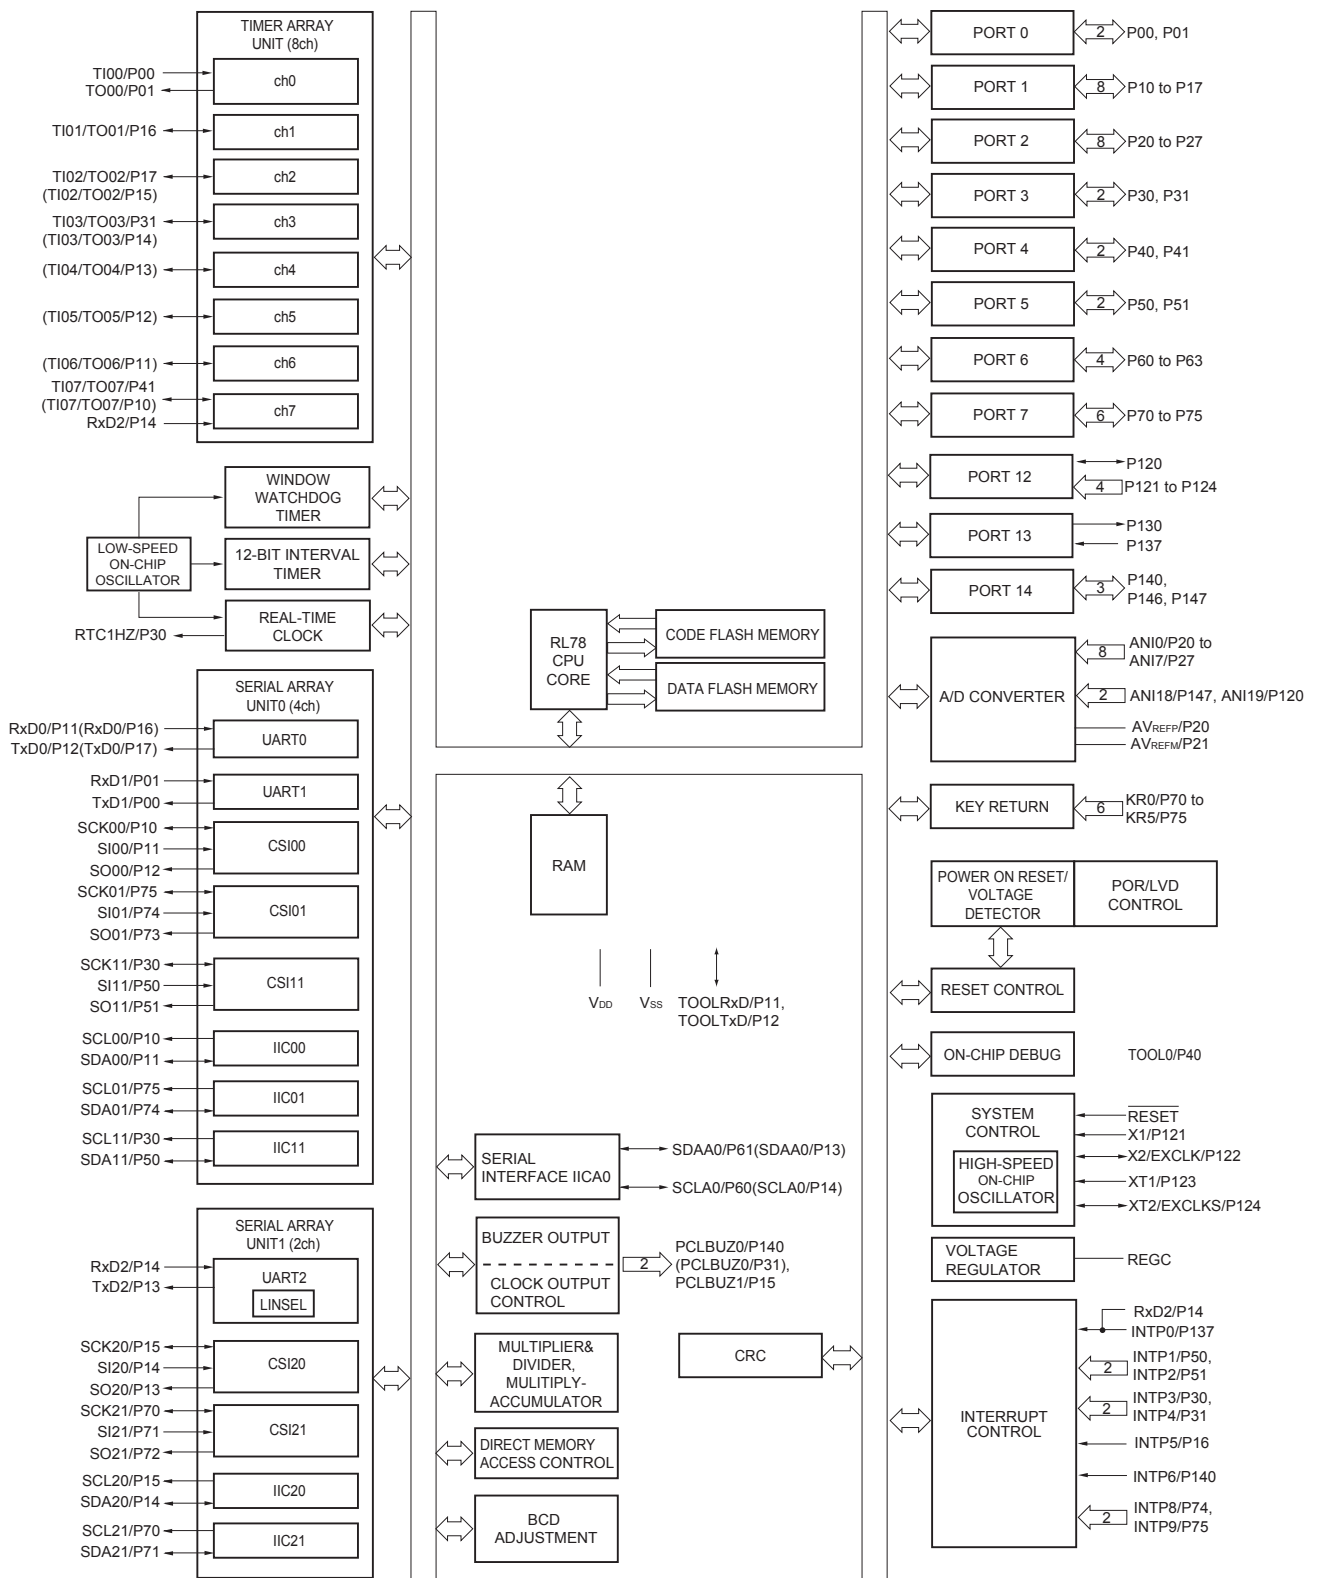 TIMER ARRAY
UNIT (8ch)
TI00/P00
TO00/P01
ch0
TI01/TO01/P16
ch1
TI02/TO02/P17
(TI02/TO02/P15)
ch2
TI03/TO03/P31
(TI03/TO03/P14)
ch3
(TI04/TO04/P13)
ch4
(TI05/TO05/P12)
ch5
(TI06/TO06/P11)
ch6
TI07/TO07/P41
(TI07/TO07/P10)
RxD2/P14
ch7
WINDOW
WATCHDOG
TIMER
LOW-SPEED
ON-CHIP
OSCILLATOR
12-BIT INTERVAL
TIMER
REAL-TIME
CLOCK
RTC1HZ/P30
SERIAL ARRAY
UNIT0 (4ch)
RxD0/P11(RxD0/P16)
TxD0/P12(TxD0/P17)
UART0
RxD1/P01
TxD1/P00
UART1
SCK00/P10
SI00/P11
SO00/P12
CSI00
SCK01/P75
SI01/P74
SO01/P73
CSI01
SCK11/P30
SI11/P50
SO11/P51
CSI11
SCL00/P10
SDA00/P11
IIC00
SCL01/P75
SDA01/P74
IIC01
SCL11/P30
SDA11/P50
IIC11
SERIAL ARRAY
UNIT1 (2ch)
RxD2/P14
TxD2/P13
UART2
LINSEL
SCK20/P15
SI20/P14
SO20/P13
CSI20
SCK21/P70
SI21/P71
SO21/P72
CSI21
SCL20/P15
SDA20/P14
IIC20
SCL21/P70
SDA21/P71
IIC21
RL78
CPU
CORE
CODE FLASH MEMORY
DATA FLASH MEMORY
RAM
VDD
VSS
TOOLRxD/P11,
TOOLTxD/P12
SERIAL
INTERFACE IICA0
SDAA0/P61(SDAA0/P13)
SCLA0/P60(SCLA0/P14)
BUZZER OUTPUT
CLOCK OUTPUT
CONTROL
2
PCLBUZ0/P140
(PCLBUZ0/P31),
PCLBUZ1/P15
MULTIPLIER&
DIVIDER,
MULITIPLY-
ACCUMULATOR
CRC
DIRECT MEMORY
ACCESS CONTROL
BCD
ADJUSTMENT
PORT 0
2
P00, P01
PORT 1
8
P10 to P17
PORT 2
8
P20 to P27
PORT 3
2
P30, P31
PORT 4
2
P40, P41
PORT 5
2
P50, P51
PORT 6
4
P60 to P63
PORT 7
6
P70 to P75
PORT 12
P120
4
P121 to P124
PORT 13
P130
P137
PORT 14
3
P140,
P146, P147
A/D CONVERTER
8
ANI0/P20 to
ANI7/P27
2
ANI18/P147, ANI19/P120
AVREFP/P20
AVREFM/P21
KEY RETURN
6
KR0/P70 to
KR5/P75
POWER ON RESET/
VOLTAGE
DETECTOR
POR/LVD
CONTROL
RESET CONTROL
ON-CHIP DEBUG
TOOL0/P40
SYSTEM
CONTROL
HIGH-SPEED
ON-CHIP
OSCILLATOR
RESET
X1/P121
X2/EXCLK/P122
XT1/P123
XT2/EXCLKS/P124
VOLTAGE
REGULATOR
REGC
INTERRUPT
CONTROL
RxD2/P14
INTP0/P137
2
INTP1/P50,
INTP2/P51
2
INTP3/P30,
INTP4/P31
INTP5/P16
INTP6/P140
2
INTP8/P74,
INTP9/P75